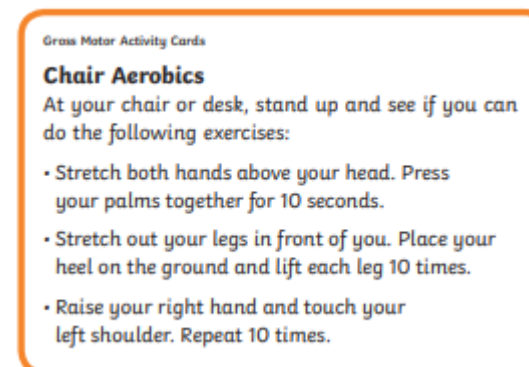 Gross Motor Activity Cards
Chair Aerobics
At your chair or desk, stand up and see if you can
do the following exercises:
• Stretch both hands above your head. Press
your palms together for 10 seconds.
• Stretch out your legs in front of you. Place your
heel on the ground and lift each leg 10 times.
• Raise your right hand and touch your
left shoulder. Repeat 10 times.